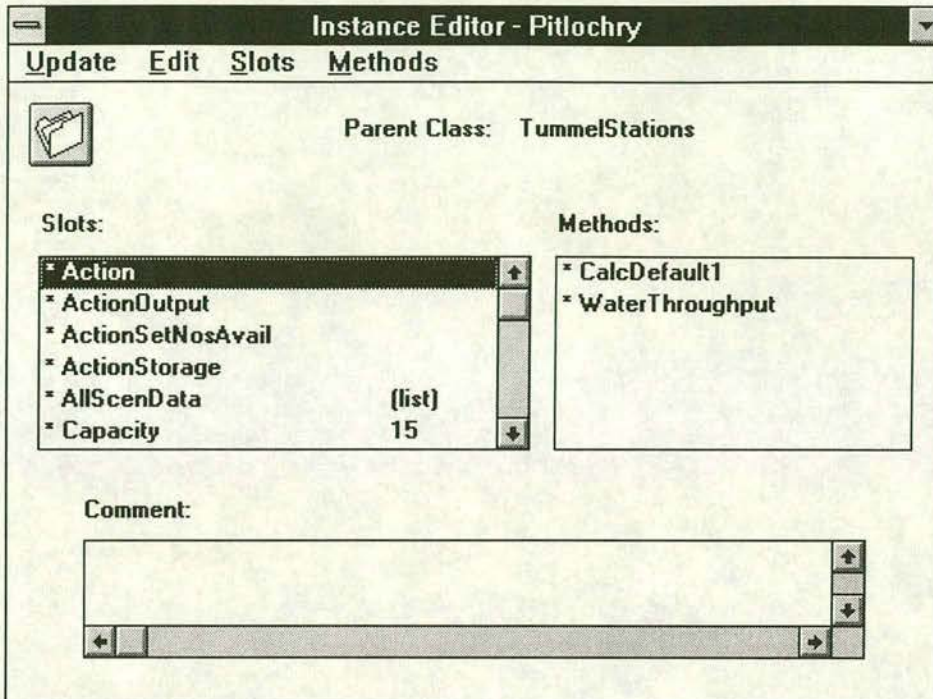 Instance Editor - Pitlochry
Update Edit Slots Methods
Parent Class: TummelStations
Slots:
* Action
* ActionOutput
* ActionSetNosAvail
* ActionStorage
* AllScenData (list)
* Capacity 15
Methods:
* CalcDefault1
* WaterThroughput
Comment: